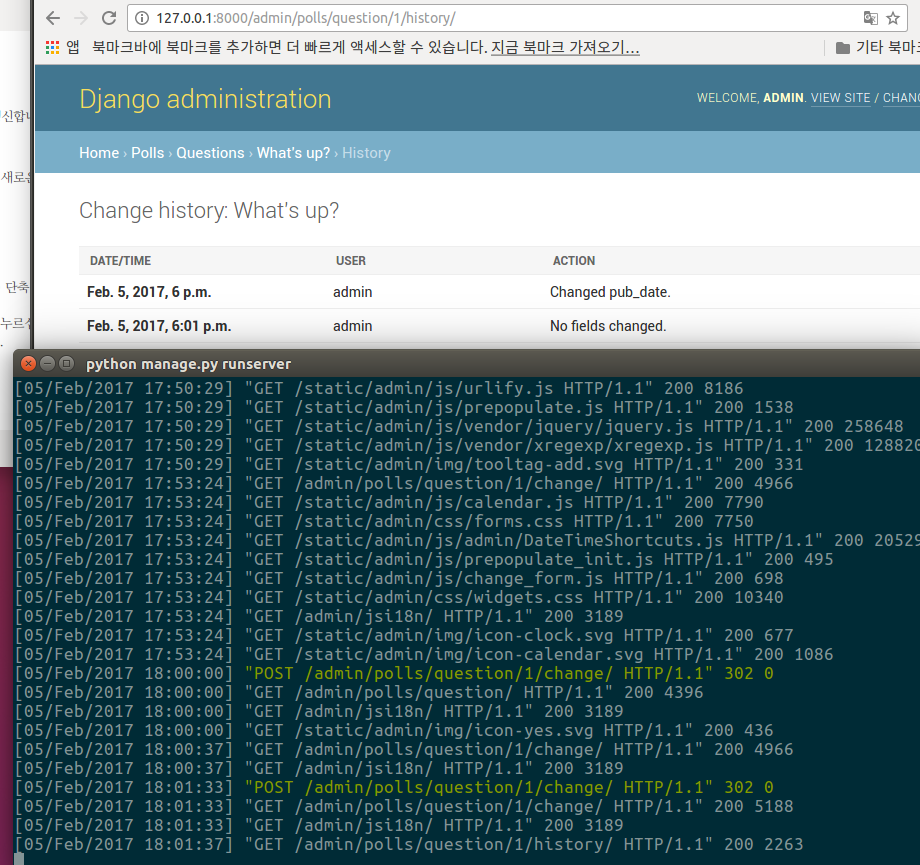 127.0.0.1:8000/admin/polls/question/1/history/
앱 북마크바에 북마크를 추가하면 더 빠르게 액세스할 수 있습니다. 지금 북마크 가져오기... 기타 북마크
Django administration
WELCOME, ADMIN. VIEW SITE / CHANG
Home › Polls › Questions › What's up? › History
새로운
Change history: What's up?
DATE/TIME USER ACTION
단축
Feb. 5, 2017, 6 p.m. admin Changed pub_date.
Feb. 5, 2017, 6:01 p.m. admin No fields changed.
python manage.py runserver
[05/Feb/2017 17:50:29] "GET /static/admin/js/urlify.js HTTP/1.1" 200 8186
[05/Feb/2017 17:50:29] "GET /static/admin/js/prepopulate.js HTTP/1.1" 200 1538
[05/Feb/2017 17:50:29] "GET /static/admin/js/vendor/jquery/jquery.js HTTP/1.1" 200 258648
[05/Feb/2017 17:50:29] "GET /static/admin/js/vendor/xregexp/xregexp.js HTTP/1.1" 200 128820
[05/Feb/2017 17:50:29] "GET /static/admin/img/tooltag-add.svg HTTP/1.1" 200 331
[05/Feb/2017 17:53:24] "GET /admin/polls/question/1/change/ HTTP/1.1" 200 4966
[05/Feb/2017 17:53:24] "GET /static/admin/js/calendar.js HTTP/1.1" 200 7790
[05/Feb/2017 17:53:24] "GET /static/admin/css/forms.css HTTP/1.1" 200 7750
[05/Feb/2017 17:53:24] "GET /static/admin/js/admin/DateTimeShortcuts.js HTTP/1.1" 200 20529
[05/Feb/2017 17:53:24] "GET /static/admin/js/prepopulate_init.js HTTP/1.1" 200 495
[05/Feb/2017 17:53:24] "GET /static/admin/js/change_form.js HTTP/1.1" 200 698
[05/Feb/2017 17:53:24] "GET /static/admin/css/widgets.css HTTP/1.1" 200 10340
[05/Feb/2017 17:53:24] "GET /admin/jsi18n/ HTTP/1.1" 200 3189
[05/Feb/2017 17:53:24] "GET /static/admin/img/icon-clock.svg HTTP/1.1" 200 677
[05/Feb/2017 17:53:24] "GET /static/admin/img/icon-calendar.svg HTTP/1.1" 200 1086
[05/Feb/2017 18:00:00] "POST /admin/polls/question/1/change/ HTTP/1.1" 302 0
[05/Feb/2017 18:00:00] "GET /admin/polls/question/ HTTP/1.1" 200 4396
[05/Feb/2017 18:00:00] "GET /admin/jsi18n/ HTTP/1.1" 200 3189
[05/Feb/2017 18:00:00] "GET /static/admin/img/icon-yes.svg HTTP/1.1" 200 436
[05/Feb/2017 18:00:37] "GET /admin/polls/question/1/change/ HTTP/1.1" 200 4966
[05/Feb/2017 18:00:37] "GET /admin/jsi18n/ HTTP/1.1" 200 3189
[05/Feb/2017 18:01:33] "POST /admin/polls/question/1/change/ HTTP/1.1" 302 0
[05/Feb/2017 18:01:33] "GET /admin/polls/question/1/change/ HTTP/1.1" 200 5188
[05/Feb/2017 18:01:33] "GET /admin/jsi18n/ HTTP/1.1" 200 3189
[05/Feb/2017 18:01:37] "GET /admin/polls/question/1/history/ HTTP/1.1" 200 2263